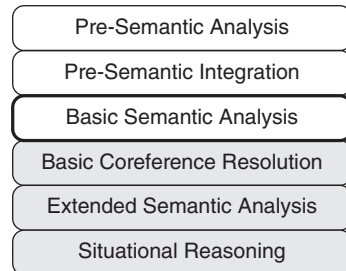 Pre-Semantic Analysis
Pre-Semantic Integration
Basic Semantic Analysis
Basic Coreference Resolution
Extended Semantic Analysis
Situational Reasoning